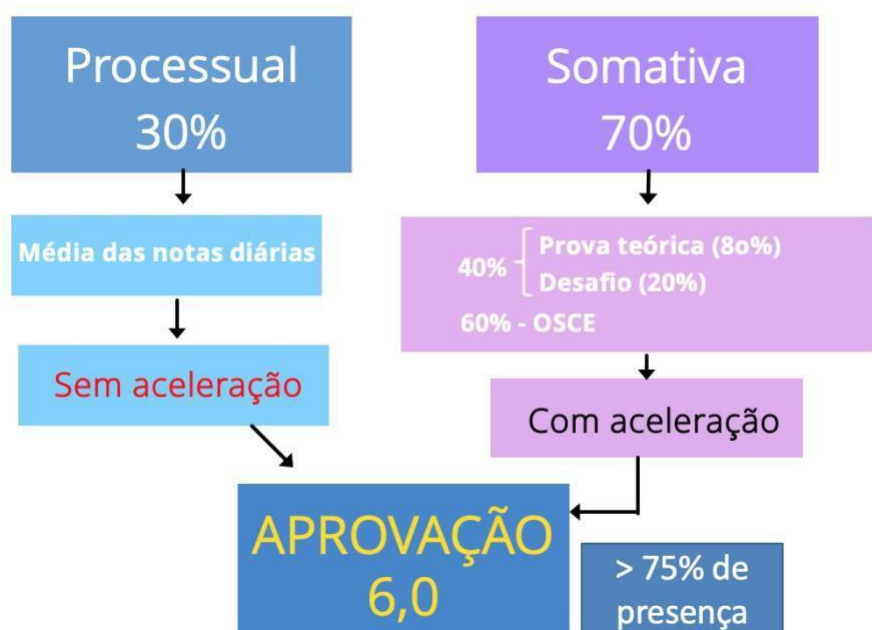 Processual
30%
Média das notas diárias
Sem aceleração
Somativa
70%
40%
Prova teórica (8o%)
Desafio (20%)
60% - OSCE
Com aceleração
APROVAÇÃO
6,0
> 75% de
presença